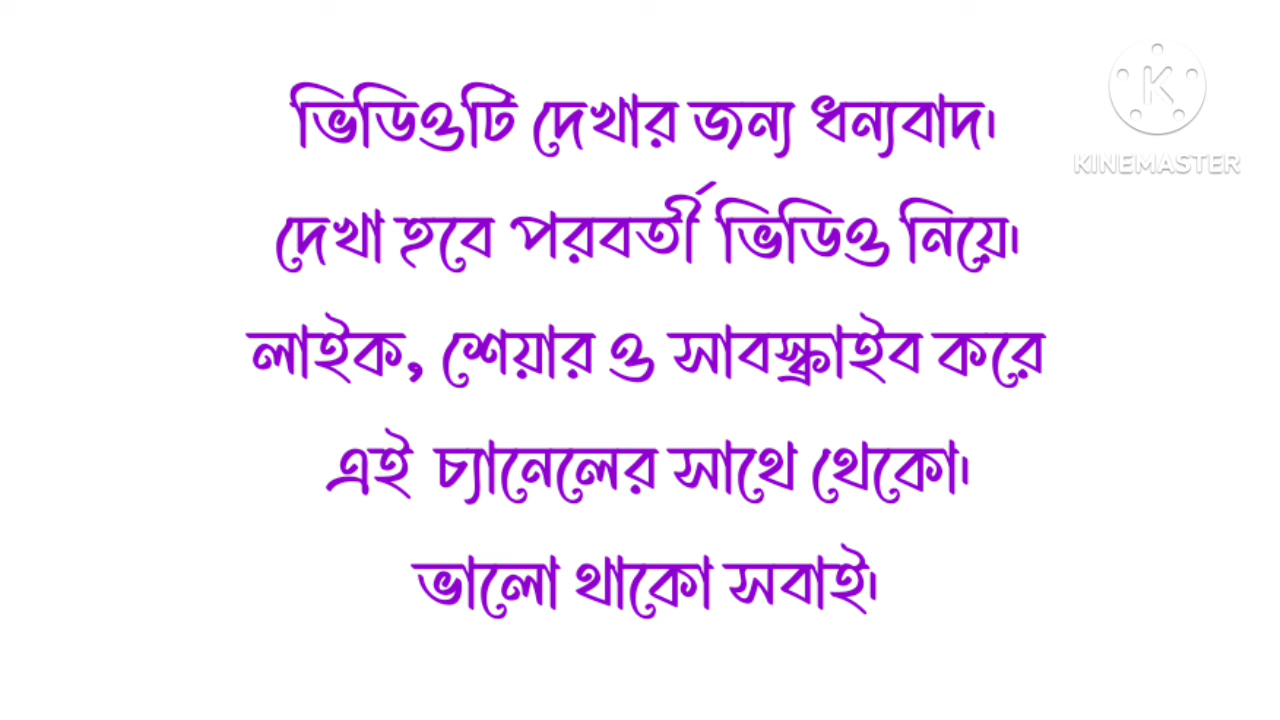 ভিডিওটি দেখার জন্য ধন্যবাদ।
দেখা হবে পরবর্তী ভিডিও নিয়ে।
লাইক, শেয়ার ও সাবস্ক্রাইব করে
এই চ্যানেলের সাথে থেকো।
ভালো থাকো সবাই।
K
KINEMASTER